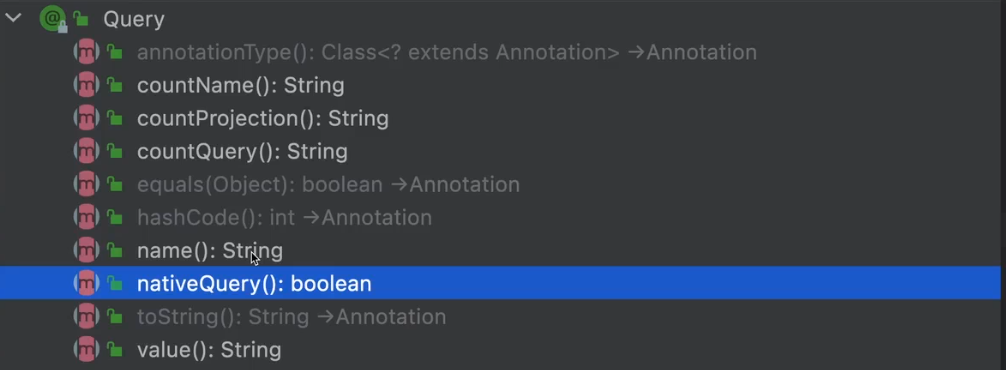 Query
annotationType(): Class<? extends Annotation> →Annotation
countName(): String
countProjection(): String
countQuery(): String
equals(Object): boolean →Annotation
hashCode(): int →Annotation
name(): String
nativeQuery(): boolean
toString(): String →Annotation
value(): String